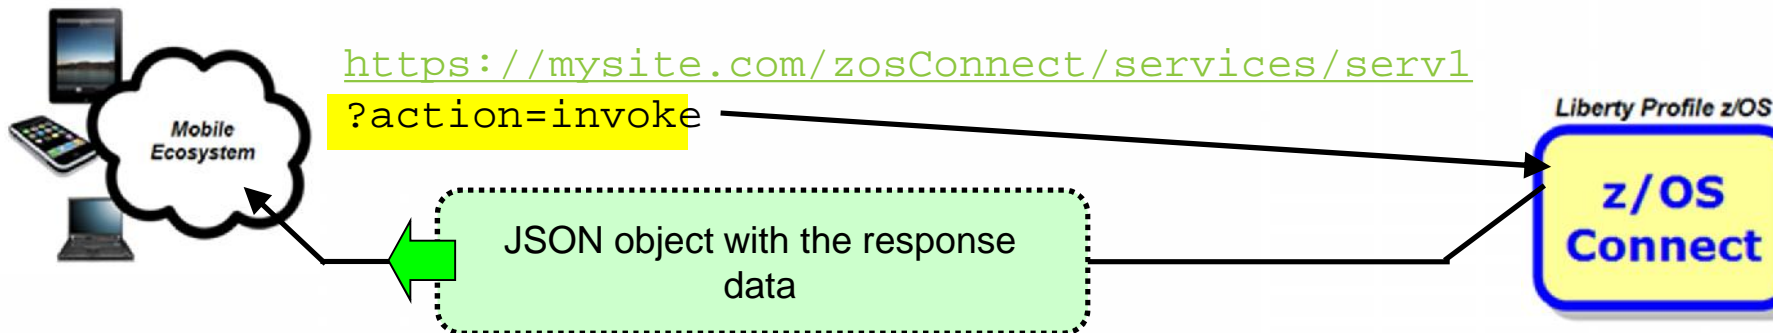 https://mysite.com/zosConnect/services/serv1
?action=invoke
Mobile
Ecosystem
Liberty Profile z/OS
z/OS
Connect
JSON object with the response
data